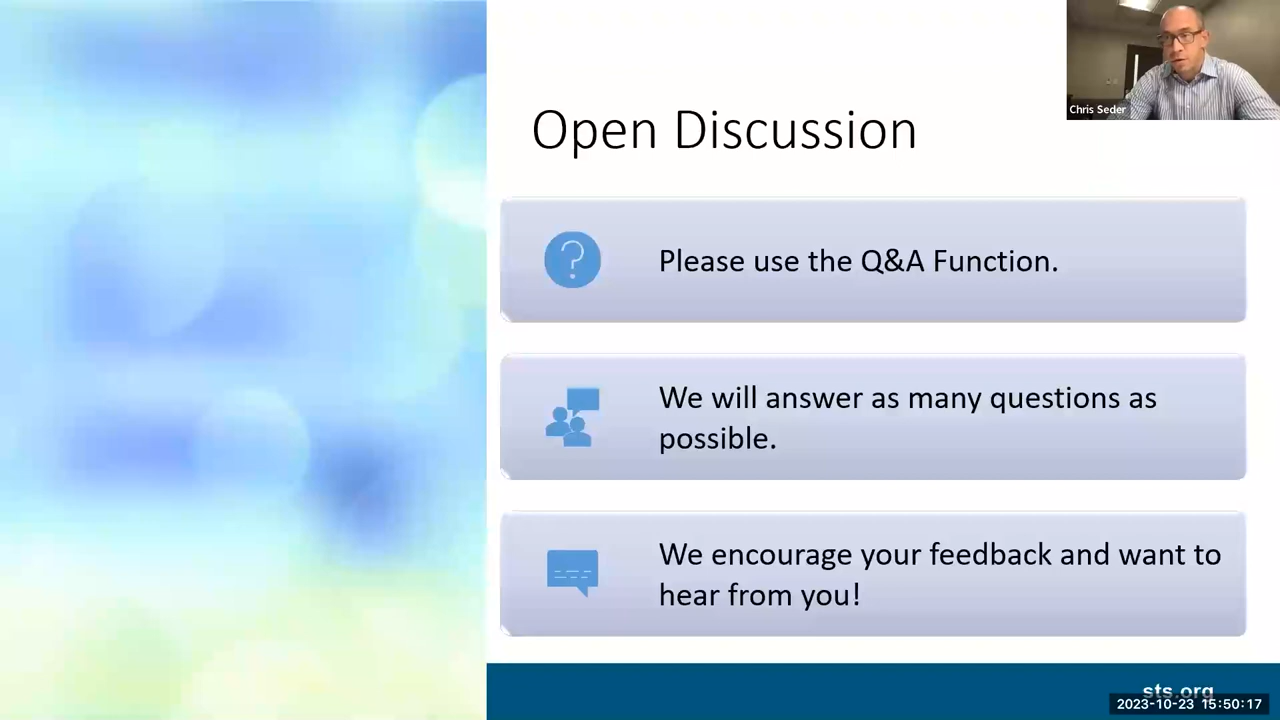 Open Discussion
Chris Seder
Please use the Q&A Function.
We will answer as many questions as
possible.
We encourage your feedback and want to
hear from you!
sts.org
2023-10-23 15:50:17